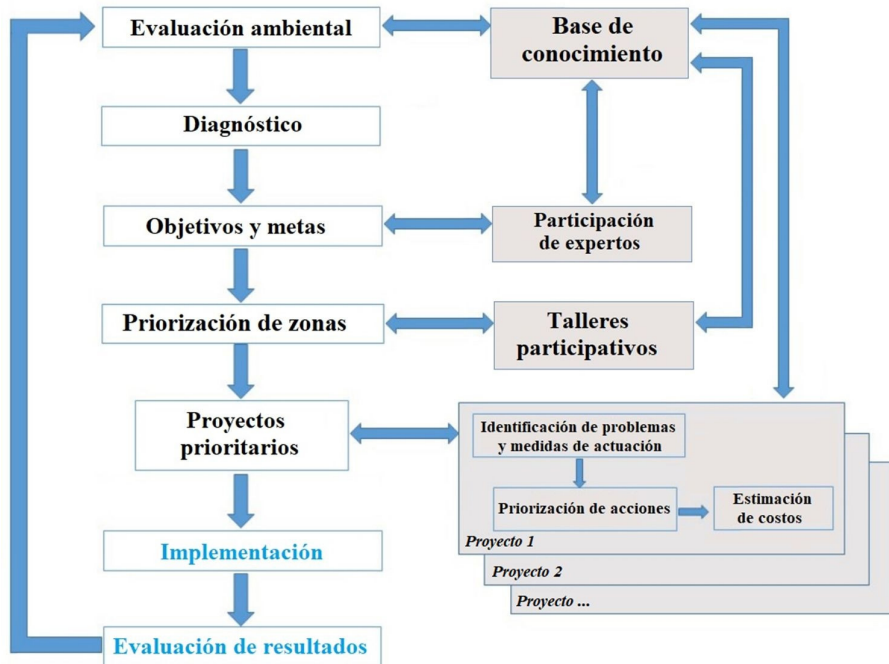 Evaluación ambiental
Base de
conocimiento
Diagnóstico
Objetivos y metas
Participación
de expertos
Priorización de zonas
Talleres
participativos
Proyectos
prioritarios
Identificación de problemas
y medidas de actuación
Priorización de acciones
Estimación
de costos
Proyecto 1
Implementación
Proyecto 2
Proyecto ...
Evaluación de resultados